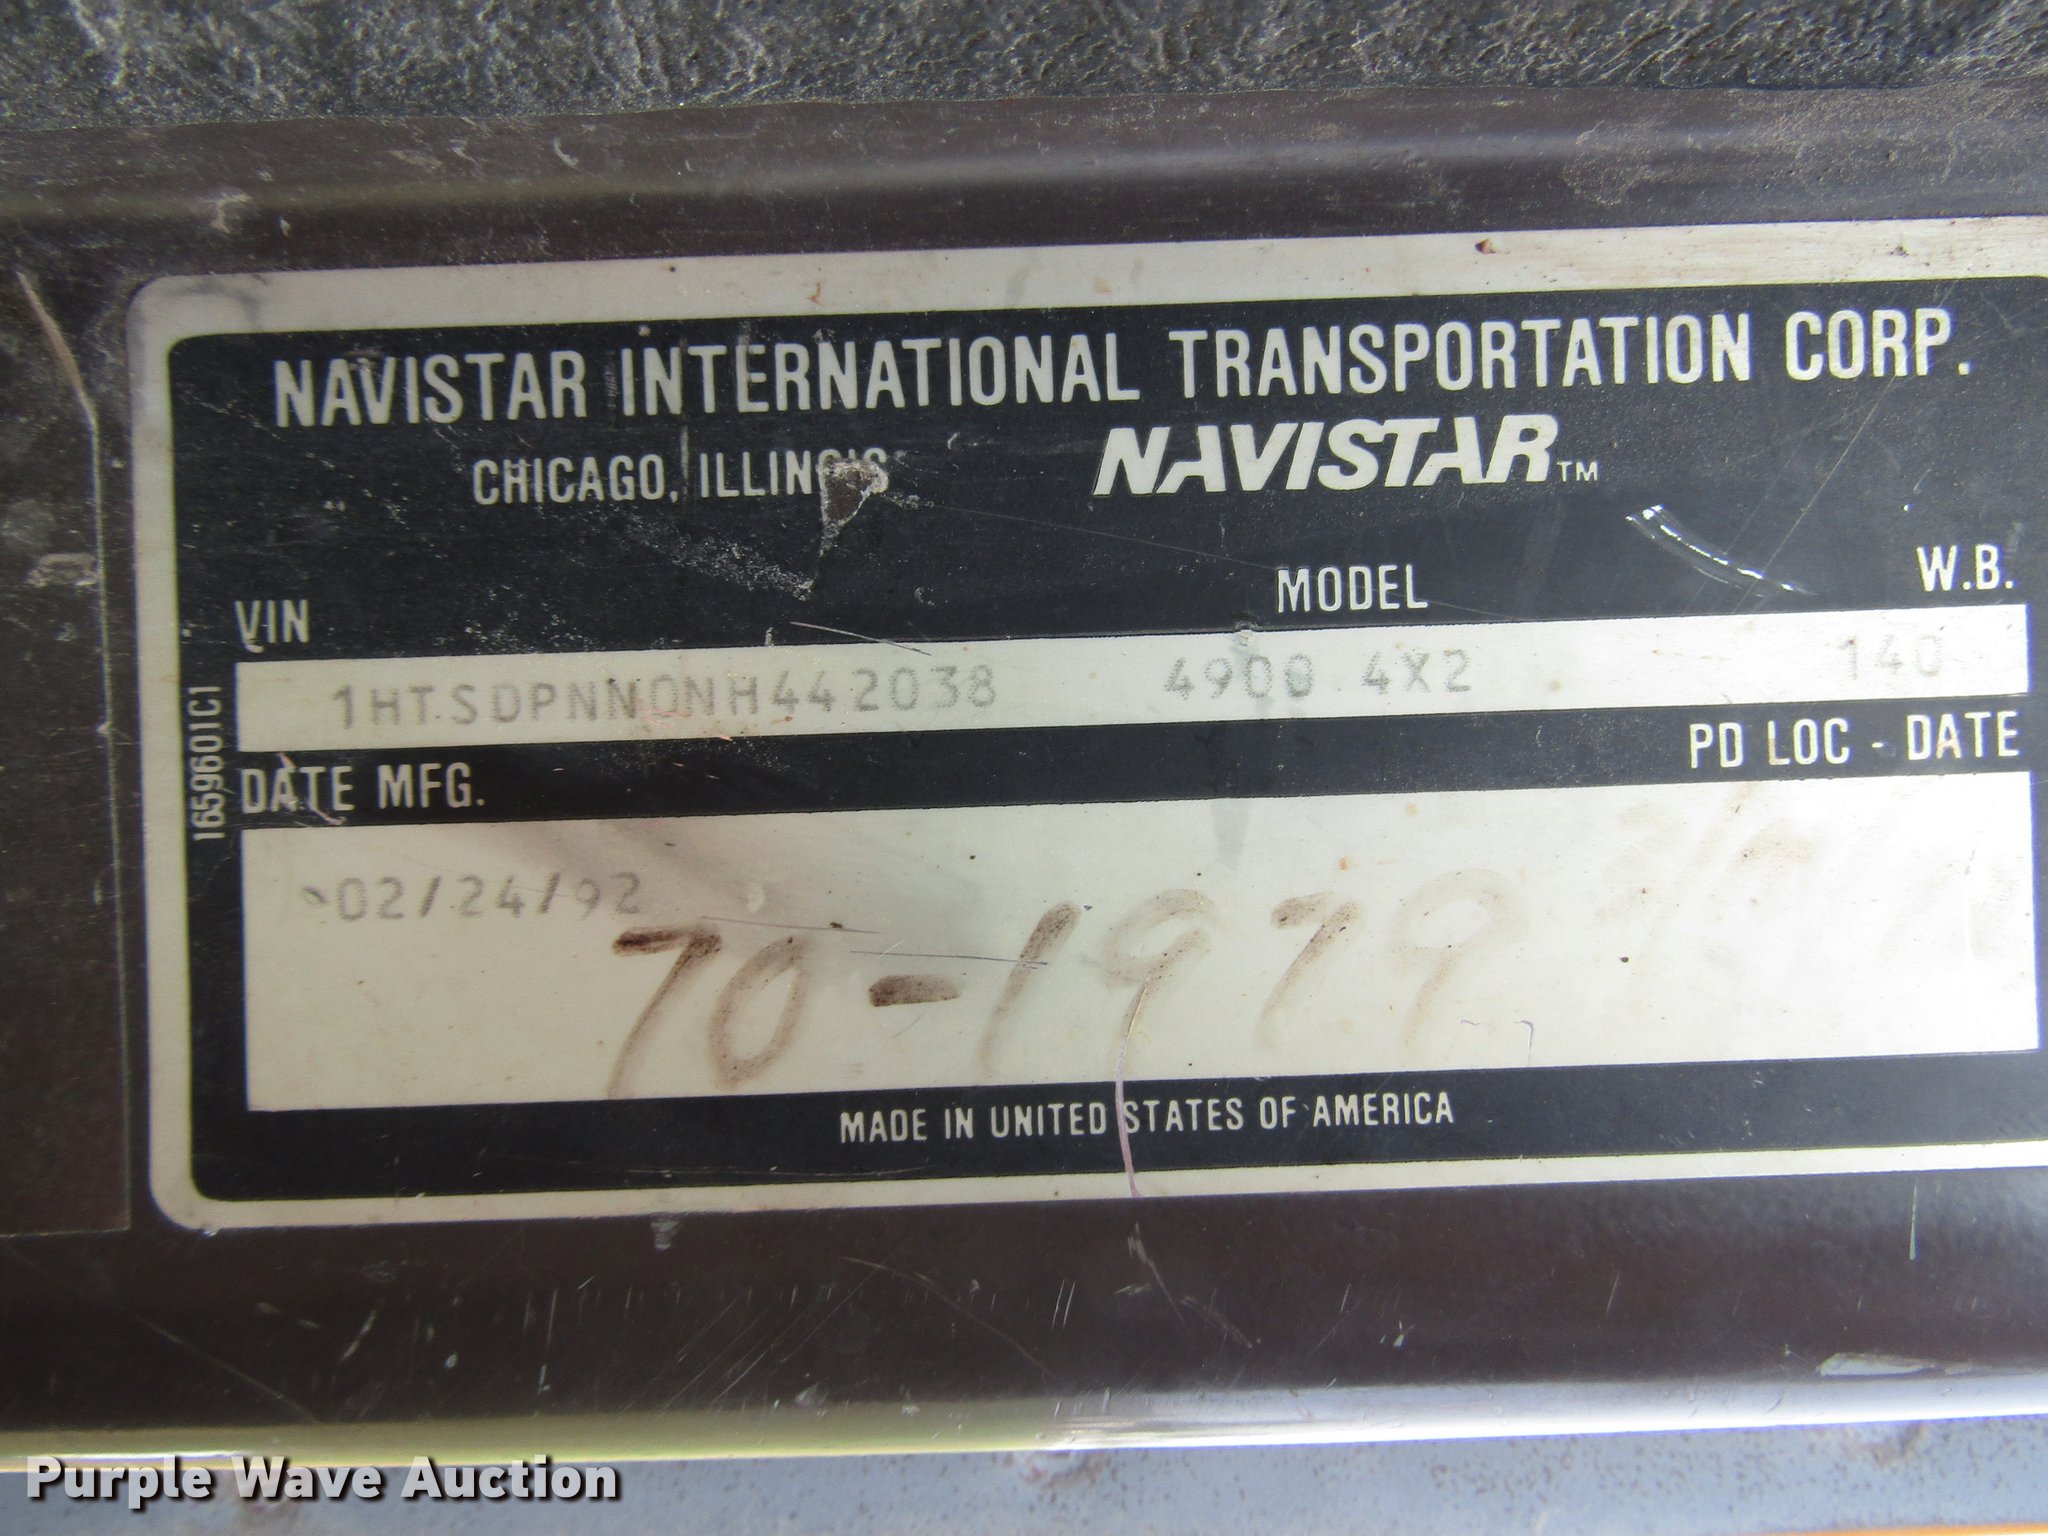 NAVISTAR INTERNATIONAL TRANSPORTATION CORP.
CHICAGO, ILLINOIS NAVISTAR™
VIN MODEL W.B.
1HTSDPNN0NH442038 4900 4X2 140
1659601C1
DATE MFG. PD LOC - DATE
02/24/92
70-1979
MADE IN UNITED STATES OF AMERICA
Purple Wave Auction